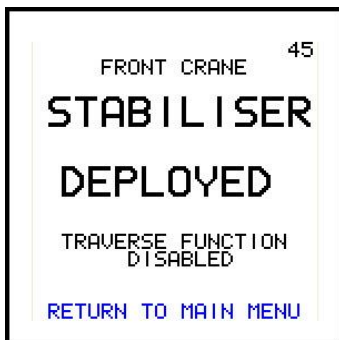 45
FRONT CRANE
STABILISER
DEPLOYED
TRAVERSE FUNCTION
DISABLED
RETURN TO MAIN MENU